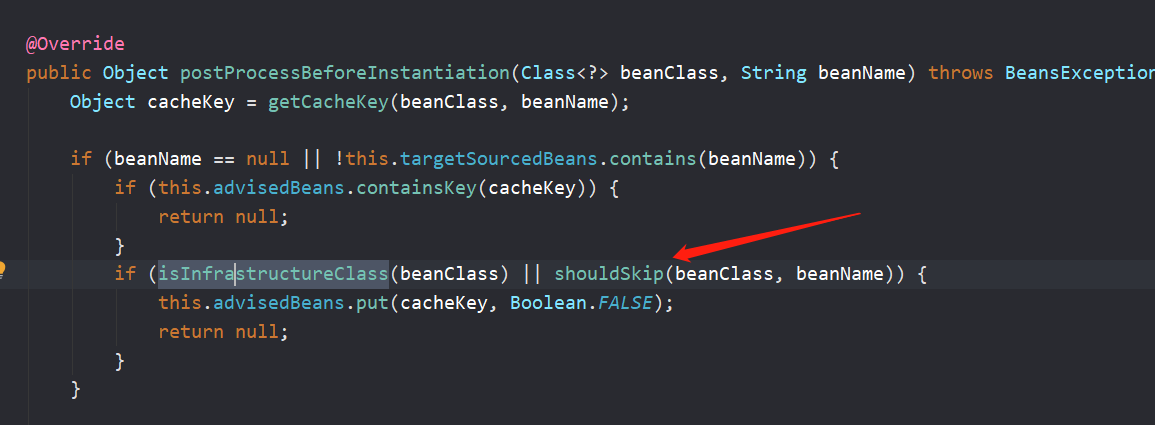 @Override
public Object postProcessBeforeInstantiation(Class<?> beanClass, String beanName) throws BeansException
Object cacheKey = getCacheKey(beanClass, beanName);
if (beanName == null || !this.targetSourcedBeans.contains(beanName)) {
if (this.advisedBeans.containsKey(cacheKey)) {
return null;
}
if (isInfrastructureClass(beanClass) || shouldSkip(beanClass, beanName)) {
this.advisedBeans.put(cacheKey, Boolean.FALSE);
return null;
}
}